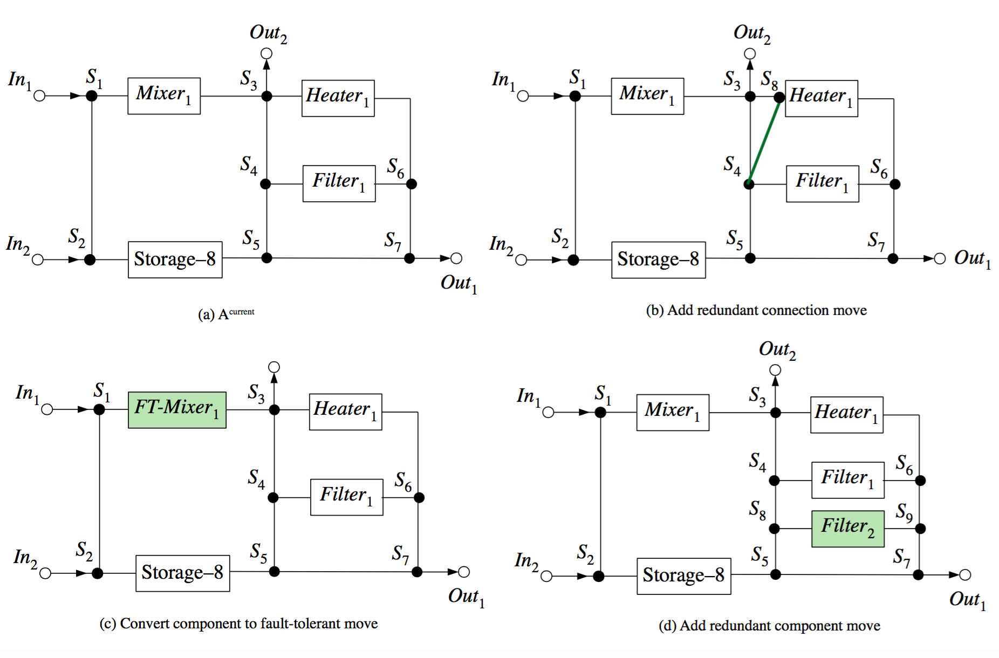 Out2
In1
S1
Mixer1
S3
Heater1
S4
Filter1
S6
In2
S2
Storage–8
S5
S7
Out1
(a) Acurrent
Out2
In1
S1
Mixer1
S3
S8
Heater1
S4
Filter1
S6
In2
S2
Storage–8
S5
S7
Out1
(b) Add redundant connection move
In1
S1
FT-Mixer1
S3
Heater1
S4
Filter1
S6
In2
S2
Storage–8
S5
S7
Out1
(c) Convert component to fault-tolerant move
Out2
In1
S1
Mixer1
S3
Heater1
S4
Filter1
S6
S8
Filter2
S9
In2
S2
Storage–8
S5
S7
Out1
(d) Add redundant component move